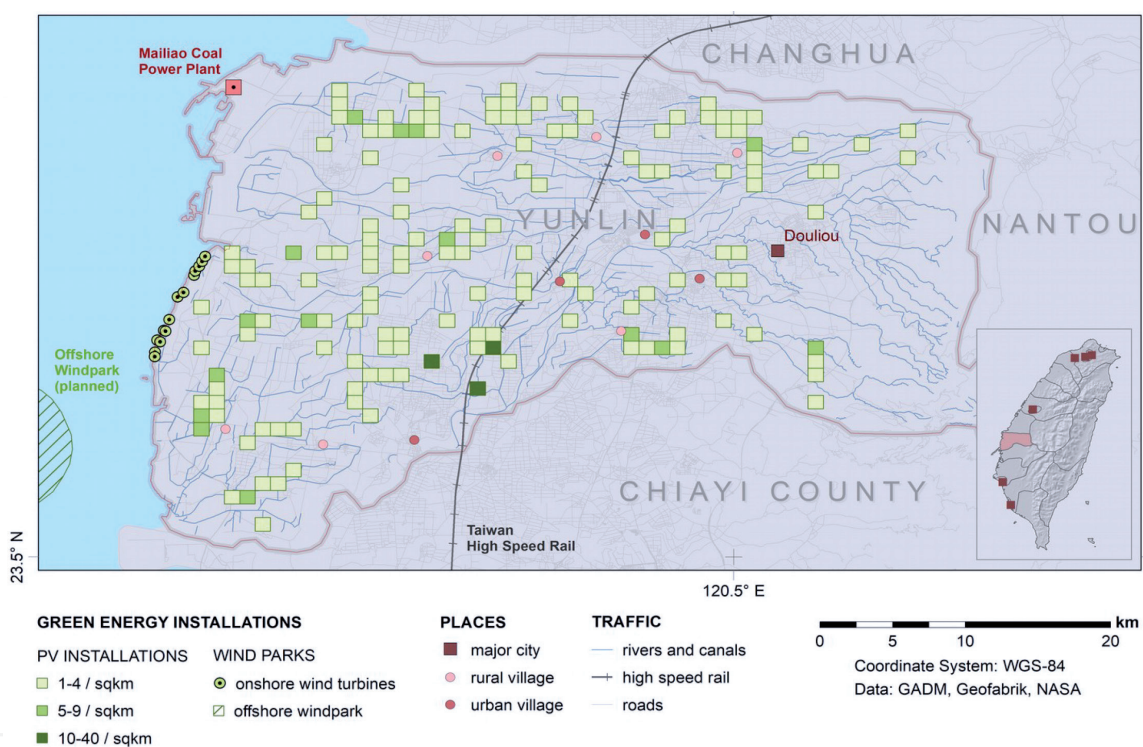 Mailiao Coal
Power Plant
CHANGHUA
YUNLIN
NANTOU
Douliou
Offshore
Windpark
(planned)
CHIAYI COUNTY
Taiwan
High Speed Rail
23.5° N
120.5° E
GREEN ENERGY INSTALLATIONS
PV INSTALLATIONS
1-4 / sqkm
5-9 / sqkm
10-40 / sqkm
WIND PARKS
onshore wind turbines
offshore windpark
PLACES
major city
rural village
urban village
TRAFFIC
rivers and canals
high speed rail
roads
km
0 5 10 20
Coordinate System: WGS-84
Data: GADM, Geofabrik, NASA